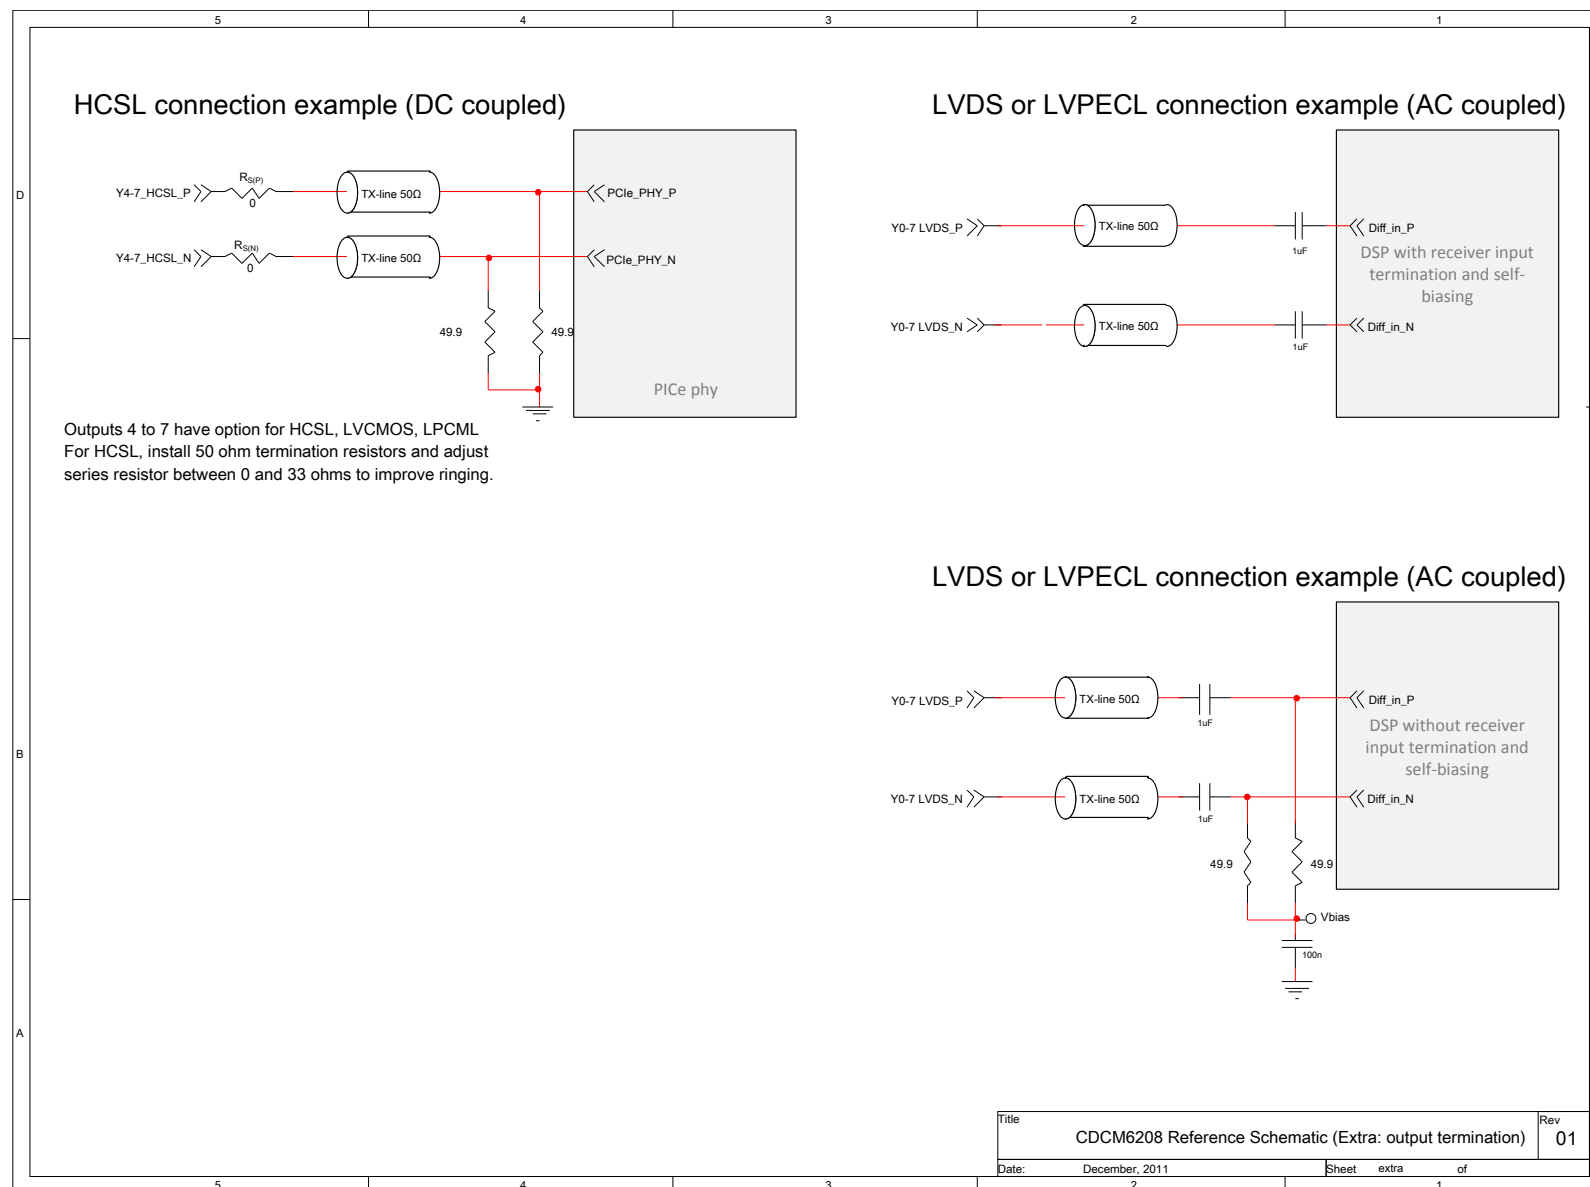 5 4 3 2 1
HCSL connection example (DC coupled)
LVDS or LVPECL connection example (AC coupled)
D
RS(P)
Y4-7_HCSL_P
0
TX-line 50Ω
PCIe_PHY_P
RS(N)
Y4-7_HCSL_N
0
TX-line 50Ω
PCIe_PHY_N
49.9
49.9
PICe phy
Outputs 4 to 7 have option for HCSL, LVCMOS, LPCML
For HCSL, install 50 ohm termination resistors and adjust
series resistor between 0 and 33 ohms to improve ringing.
Y0-7 LVDS_P
TX-line 50Ω
1uF
Diff_in_P
DSP with receiver input
termination and self-
biasing
Y0-7 LVDS_N
TX-line 50Ω
1uF
Diff_in_N
LVDS or LVPECL connection example (AC coupled)
B
Y0-7 LVDS_P
TX-line 50Ω
1uF
Diff_in_P
DSP without receiver
input termination and
self-biasing
Y0-7 LVDS_N
TX-line 50Ω
1uF
Diff_in_N
49.9
49.9
Vbias
100n
A
Title
CDCM6208 Reference Schematic (Extra: output termination)
Rev
01
Date: December, 2011
Sheet extra of
5 4 3 2 1